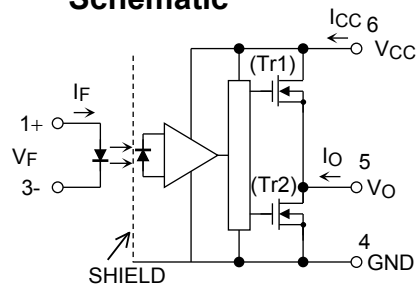 Schematic
ICC 6
VCC
(Tr1)
IF
1+
VF
3-
IO 5
VO
(Tr2)
4
GND
SHIELD